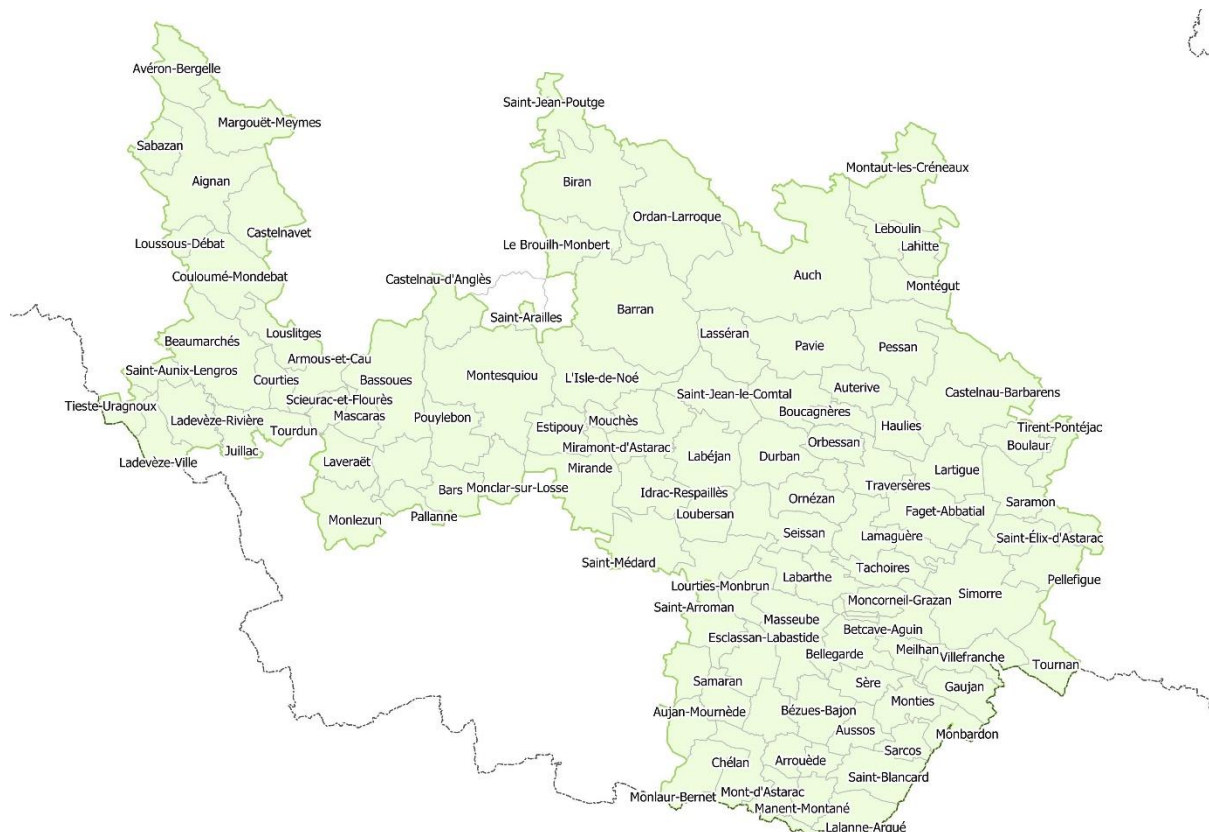 Avéron-Bergelle
Saint-Jean-Poutge
Margouët-Meymes
Sabazan
Montaut-les-Créneaux
Aignan
Biran
Ordan-Larroque
Leboulin
Castelnavet
Loussous-Débat
Le Brouilh-Monbert
Lahitte
Couloumé-Mondebat
Castelnau-d'Anglès
Auch
Montégut
Saint-Arailles
Barran
Louslitges
Lasséran
Beaumarchés
Pavie
Pessan
Armous-et-Cau
Saint-Aunix-Lengros
Courties
Bassoues
Montesquiou
L'Isle-de-Noé
Auterive
Saint-Jean-le-Comtal
Castelnau-Barbarens
Scieurac-et-Flourès
Tieste-Uragnoux
Boucagnères
Mascaras
Pouylebon
Ladevèze-Rivière
Mouchès
Estipouy
Haulies
Tirent-Pontéjac
Tourdun
Orbessan
Boulaur
Juillac
Miramont-d'Astarac
Labéjan
Durban
Laveraët
Ladevèze-Ville
Mirande
Lartigue
Traversères
Bars
Monclar-sur-Losse
Idrac-Respaillès
Ornézan
Saramon
Faget-Abbatial
Loubersan
Monlezun
Pallanne
Seissan
Lamaguère
Saint-Élix-d'Astarac
Saint-Médard
Tachoires
Labarthe
Pellefigue
Lourties-Monbrun
Simorre
Moncorneil-Grazan
Saint-Arroman
Masseube
Betcave-Aguin
Esclassan-Labastide
Meilhan
Bellegarde
Villefranche
Tournan
Samaran
Sère
Gaujan
Monties
Aujan-Mournède
Bézues-Bajon
Aussos
Monbardon
Sarcos
Chélan
Arrouède
Saint-Blancard
Monlaur-Bernet
Mont-d'Astarac
Manent-Montané
Lalanne-Arqué